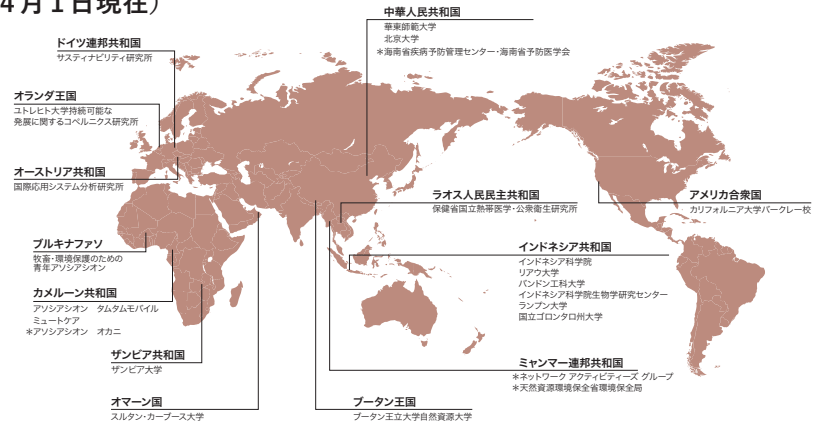 4月1日現在）
中華人民共和国
華東師範大学
北京大学
＊海南省疾病予防管理センター・海南省予防医学会
ドイツ連邦共和国
サスティナビリティ研究所
オランダ王国
ユトレヒト大学持続可能な
発展に関するコペルニクス研究所
オーストリア共和国
国際応用システム分析研究所
ラオス人民民主共和国
保健省国立熱帯医学・公衆衛生研究所
アメリカ合衆国
カリフォルニア大学バークレー校
ブルキナファソ
牧畜・環境保護のための
青年アソシアシオン
インドネシア共和国
インドネシア科学院
リアウ大学
バンドン工科大学
インドネシア科学院生物学研究センター
ランプン大学
国立ゴロンタロ州大学
カメルーン共和国
アソシアシオン　タムタムモバイル
ミュートケア
＊アソシアシオン　オカニ
ザンビア共和国
ザンビア大学
ミャンマー連邦共和国
＊ネットワーク アクティビティーズ グループ
＊天然資源環境保全省環境保全局
オマーン国
スルタン・カーブース大学
ブータン王国
ブータン王立大学自然資源大学